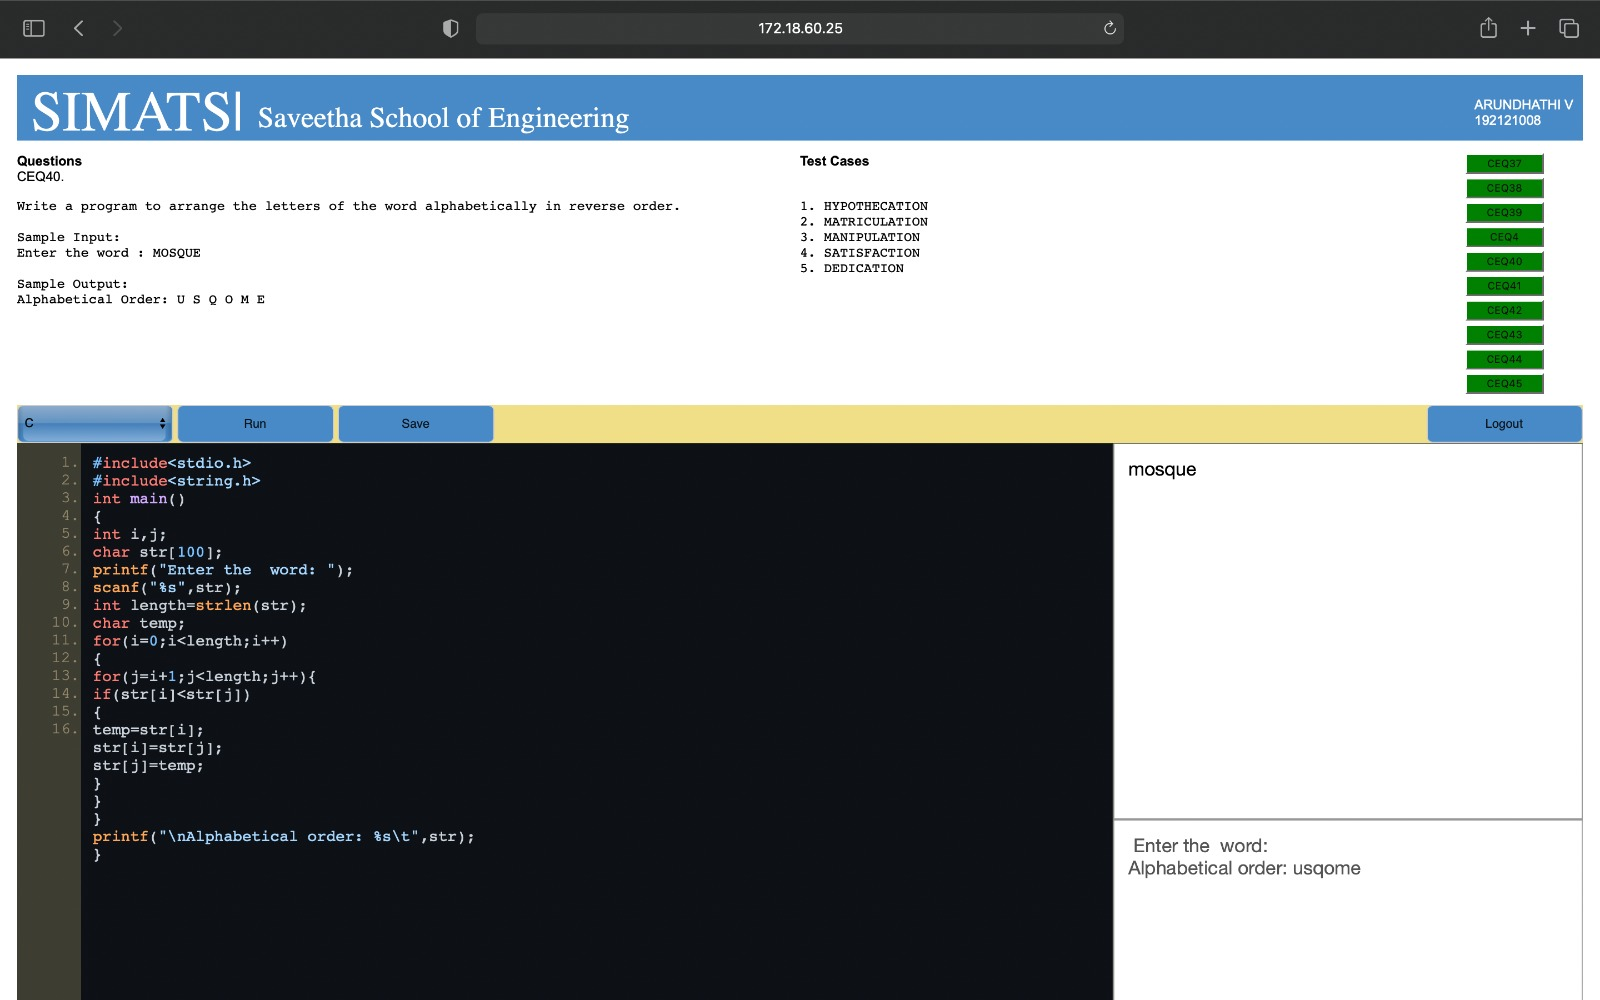 172.18.60.25
SIMATS| Saveetha School of Engineering
ARUNDHATHI V
192121008
Questions
CEQ40.
Write a program to arrange the letters of the word alphabetically in reverse order.
Sample Input:
Enter the word : MOSQUE
Sample Output:
Alphabetical Order: U S Q O M E
Test Cases
1. HYPOTHECATION
2. MATRICULATION
3. MANIPULATION
4. SATISFACTION
5. DEDICATION
CEQ37
CEQ38
CEQ39
CEQ4
CEQ40
CEQ41
CEQ42
CEQ43
CEQ44
CEQ45
C
Run
Save
Logout
1. #include<stdio.h>
2. #include<string.h>
3. int main()
4. {
5. int i,j;
6. char str[100];
7. printf("Enter the  word: ");
8. scanf("%s",str);
9. int length=strlen(str);
10. char temp;
11. for(i=0;i<length;i++)
12. {
13. for(j=i+1;j<length;j++){
14. if(str[i]<str[j])
15. {
16. temp=str[i];
str[i]=str[j];
str[j]=temp;
}
}
}
printf("\nAlphabetical order: %s\t",str);
}
mosque
Enter the  word:
Alphabetical order: usqome